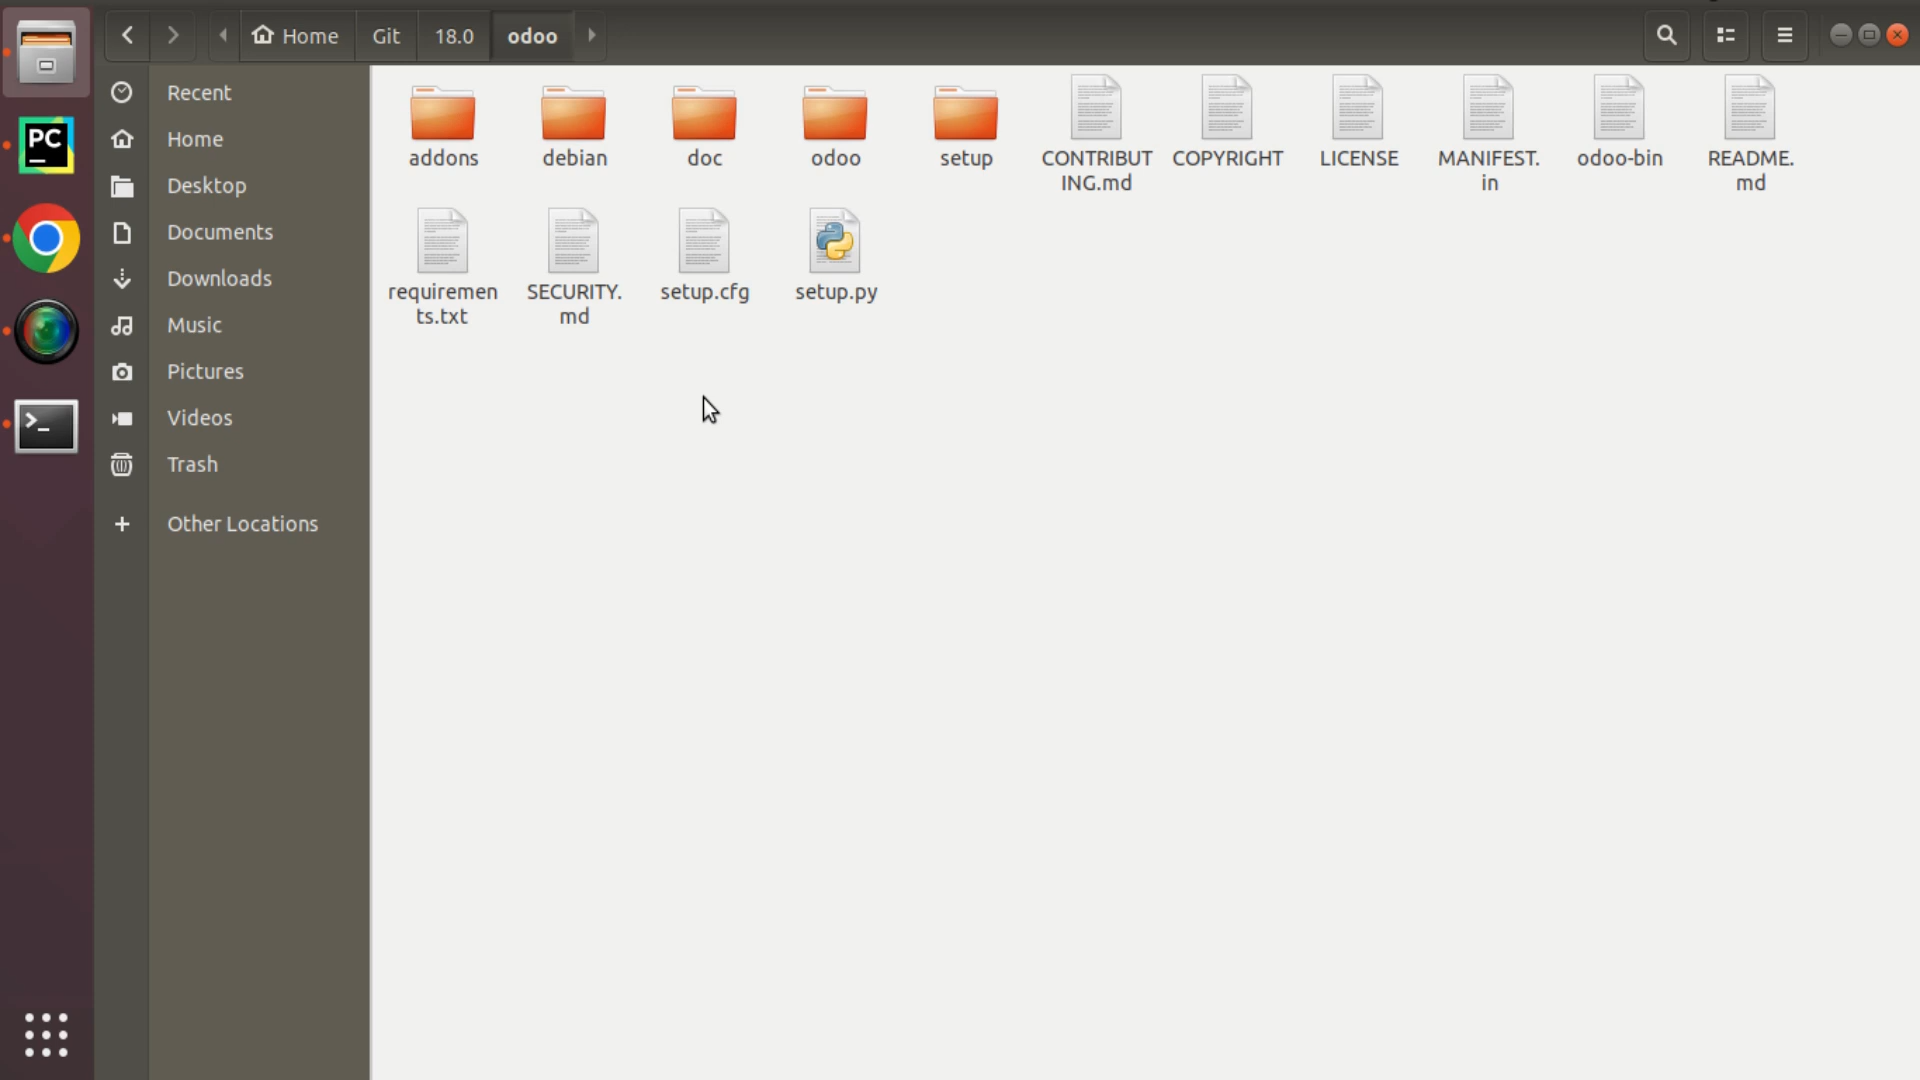 Home Git 18.0 odoo
PC
Recent
Home
Desktop
Documents
Downloads
Music
Pictures
Videos
Trash
Other Locations
addons debian doc odoo setup CONTRIBUT COPYRIGHT LICENSE MANIFEST. odoo-bin README.
ING.md in md
requiremen SECURITY. setup.cfg setup.py
ts.txt md